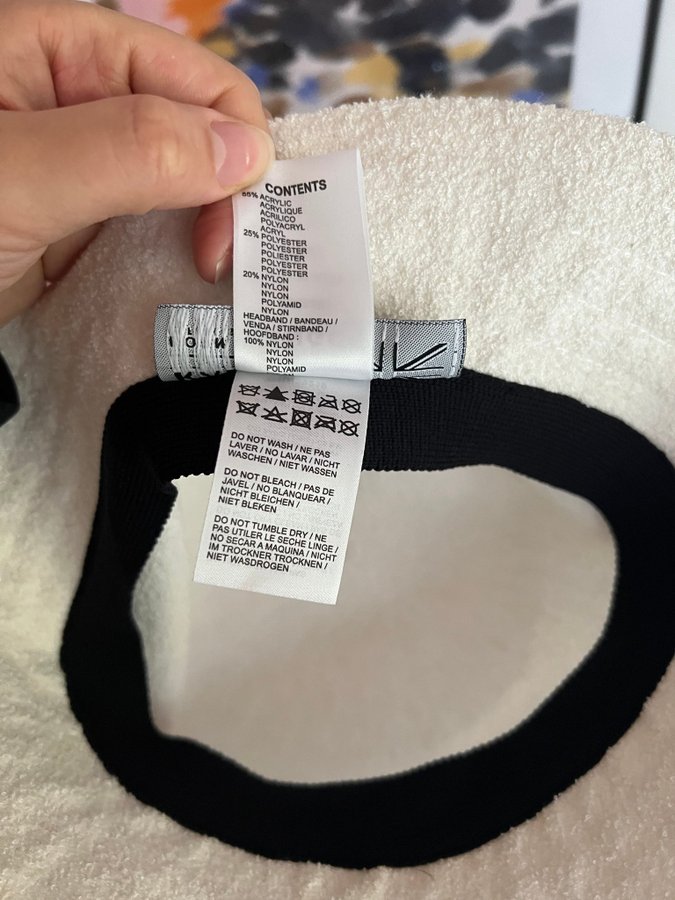 CONTENTS
55% ACRYLIC
ACRYLIQUE
ACRILICO
POLYACRYL
ACRYL
25% POLYESTER
POLYESTER
POLIESTER
POLYESTER
POLYESTER
20% NYLON
NYLON
NYLON
POLYAMID
NYLON
HEADBAND / BANDEAU /
VENDA / STIRNBAND /
HOOFDBAND :
100% NYLON
NYLON
NYLON
POLYAMID
DO NOT WASH / NE PAS
LAVER / NO LAVAR / NICHT
WASCHEN / NIET WASSEN
DO NOT BLEACH / PAS DE
JAVEL / NO BLANQUEAR /
NICHT BLEICHEN /
NIET BLEKEN
DO NOT TUMBLE DRY / NE
PAS UTILER LE SECHE LINGE /
NO SECAR A MAQUINA / NICHT
IM TROCKNER TROCKNEN /
NIET WASDROGEN